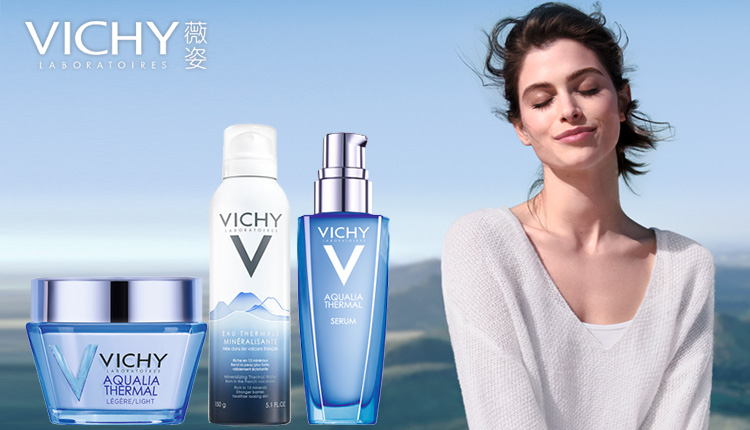 VICHY 薇姿
LABORATOIRES
VICHY
LABORATOIRES
V
EAU THERMALE
MINÉRALISANTE
150 g 5.1 FL.OZ
VICHY
LABORATOIRES
V
AQUALIA
THERMAL
SERUM
VICHY
LABORATOIRES
AQUALIA
THERMAL
LÉGÈRE/LIGHT